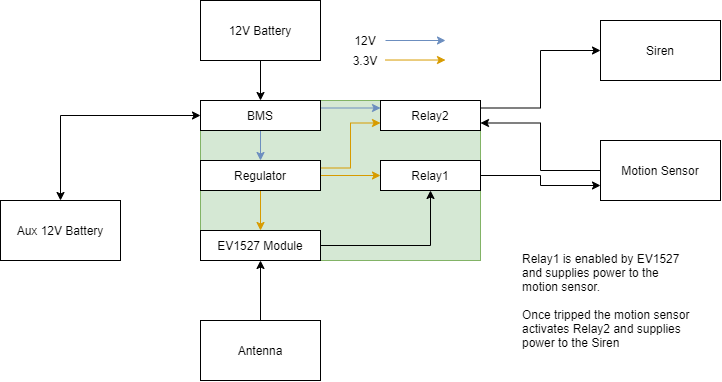 12V Battery
12V
3.3V
Siren
BMS
Relay2
Regulator
Relay1
Motion Sensor
Aux 12V Battery
EV1527 Module
Relay1 is enabled by EV1527
and supplies power to the
motion sensor.
Once tripped the motion sensor
activates Relay2 and supplies
power to the Siren
Antenna